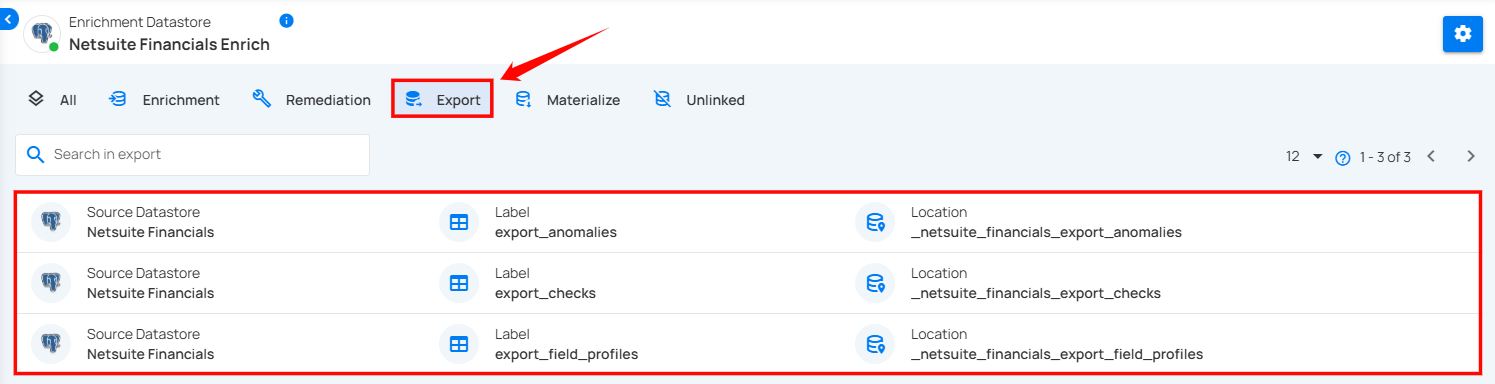 Enrichment Datastore
Netsuite Financials Enrich
All Enrichment Remediation Export Materialize Unlinked
Search in export
12 1 - 3 of 3
Source Datastore Label Location
Netsuite Financials export_anomalies _netsuite_financials_export_anomalies
Source Datastore Label Location
Netsuite Financials export_checks _netsuite_financials_export_checks
Source Datastore Label Location
Netsuite Financials export_field_profiles _netsuite_financials_export_field_profiles